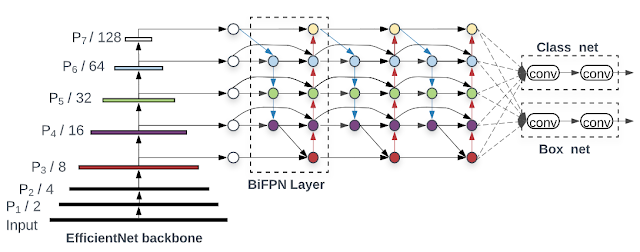 P7 / 128
P6 / 64
P5 / 32
P4 / 16
P3 / 8
P2 / 4
P1 / 2
Input
EfficientNet backbone
BiFPN Layer
Class net
conv conv
conv conv
Box net